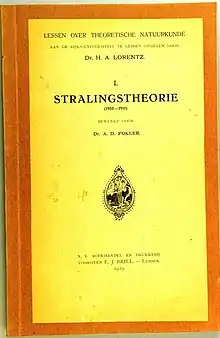 LESSEN OVER THEORETISCHE NATUURKUNDE
AAN DE RIJKS-UNIVERSITEIT TE LEIDEN GEGEVEN DOOR
Dr. H. A. LORENTZ.
I.
STRALINGSTHEORIE
(1910—1911)
BEWERKT DOOR
Dr. A. D. FOKKER.
N. V. BOEKHANDEL EN DRUKKERIJ
VOORHEEN E. J. BRILL. — LEIDEN.
1919